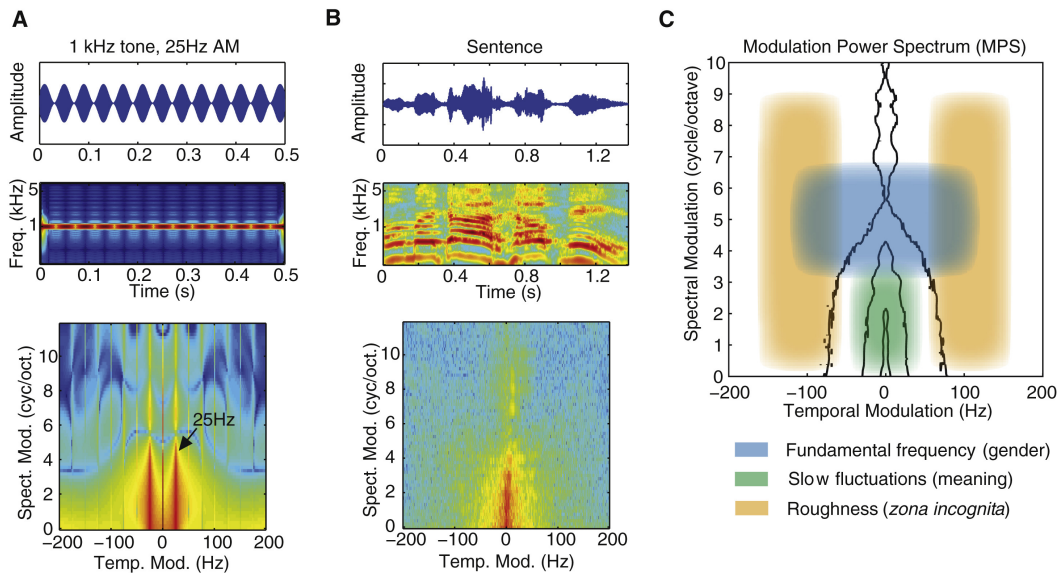 A
1 kHz tone, 25Hz AM
Amplitude
0 0.1 0.2 0.3 0.4 0.5
Freq. (kHz)
5
1
0 0.1 0.2 0.3 0.4 0.5
Time (s)
Spect. Mod. (cyc/oct.)
10
8
6
4
2
0
25Hz
−200 −100 0 100 200
Temp. Mod. (Hz)
B
Sentence
Amplitude
0 0.4 0.8 1.2
Freq. (kHz)
5
1
0 0.4 0.8 1.2
Time (s)
Spect. Mod. (cyc/oct.)
10
8
6
4
2
0
−200 −100 0 100 200
Temp. Mod. (Hz)
C
Modulation Power Spectrum (MPS)
Spectral Modulation (cycle/octave)
10
9
8
7
6
5
4
3
2
1
0
−200 −100 0 100 200
Temporal Modulation (Hz)
Fundamental frequency (gender)
Slow fluctuations (meaning)
Roughness (zona incognita)